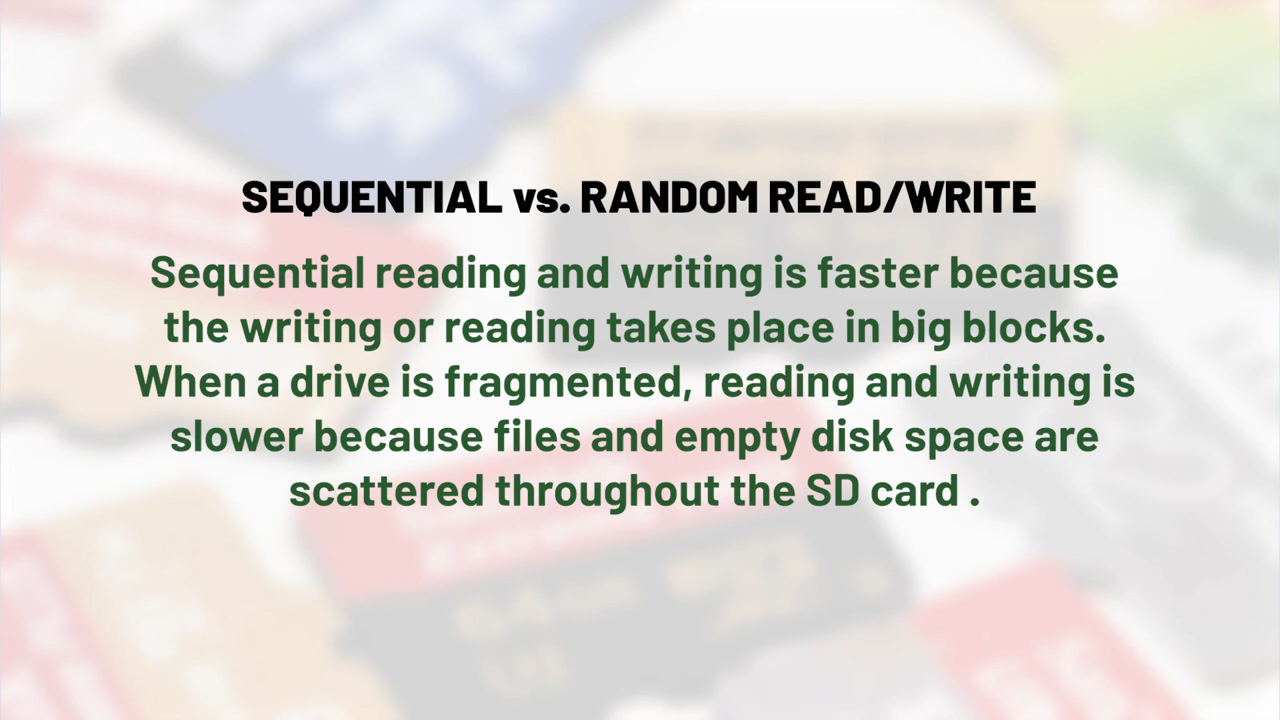 SEQUENTIAL vs. RANDOM READ/WRITE
Sequential reading and writing is faster because
the writing or reading takes place in big blocks.
When a drive is fragmented, reading and writing is
slower because files and empty disk space are
scattered throughout the SD card .